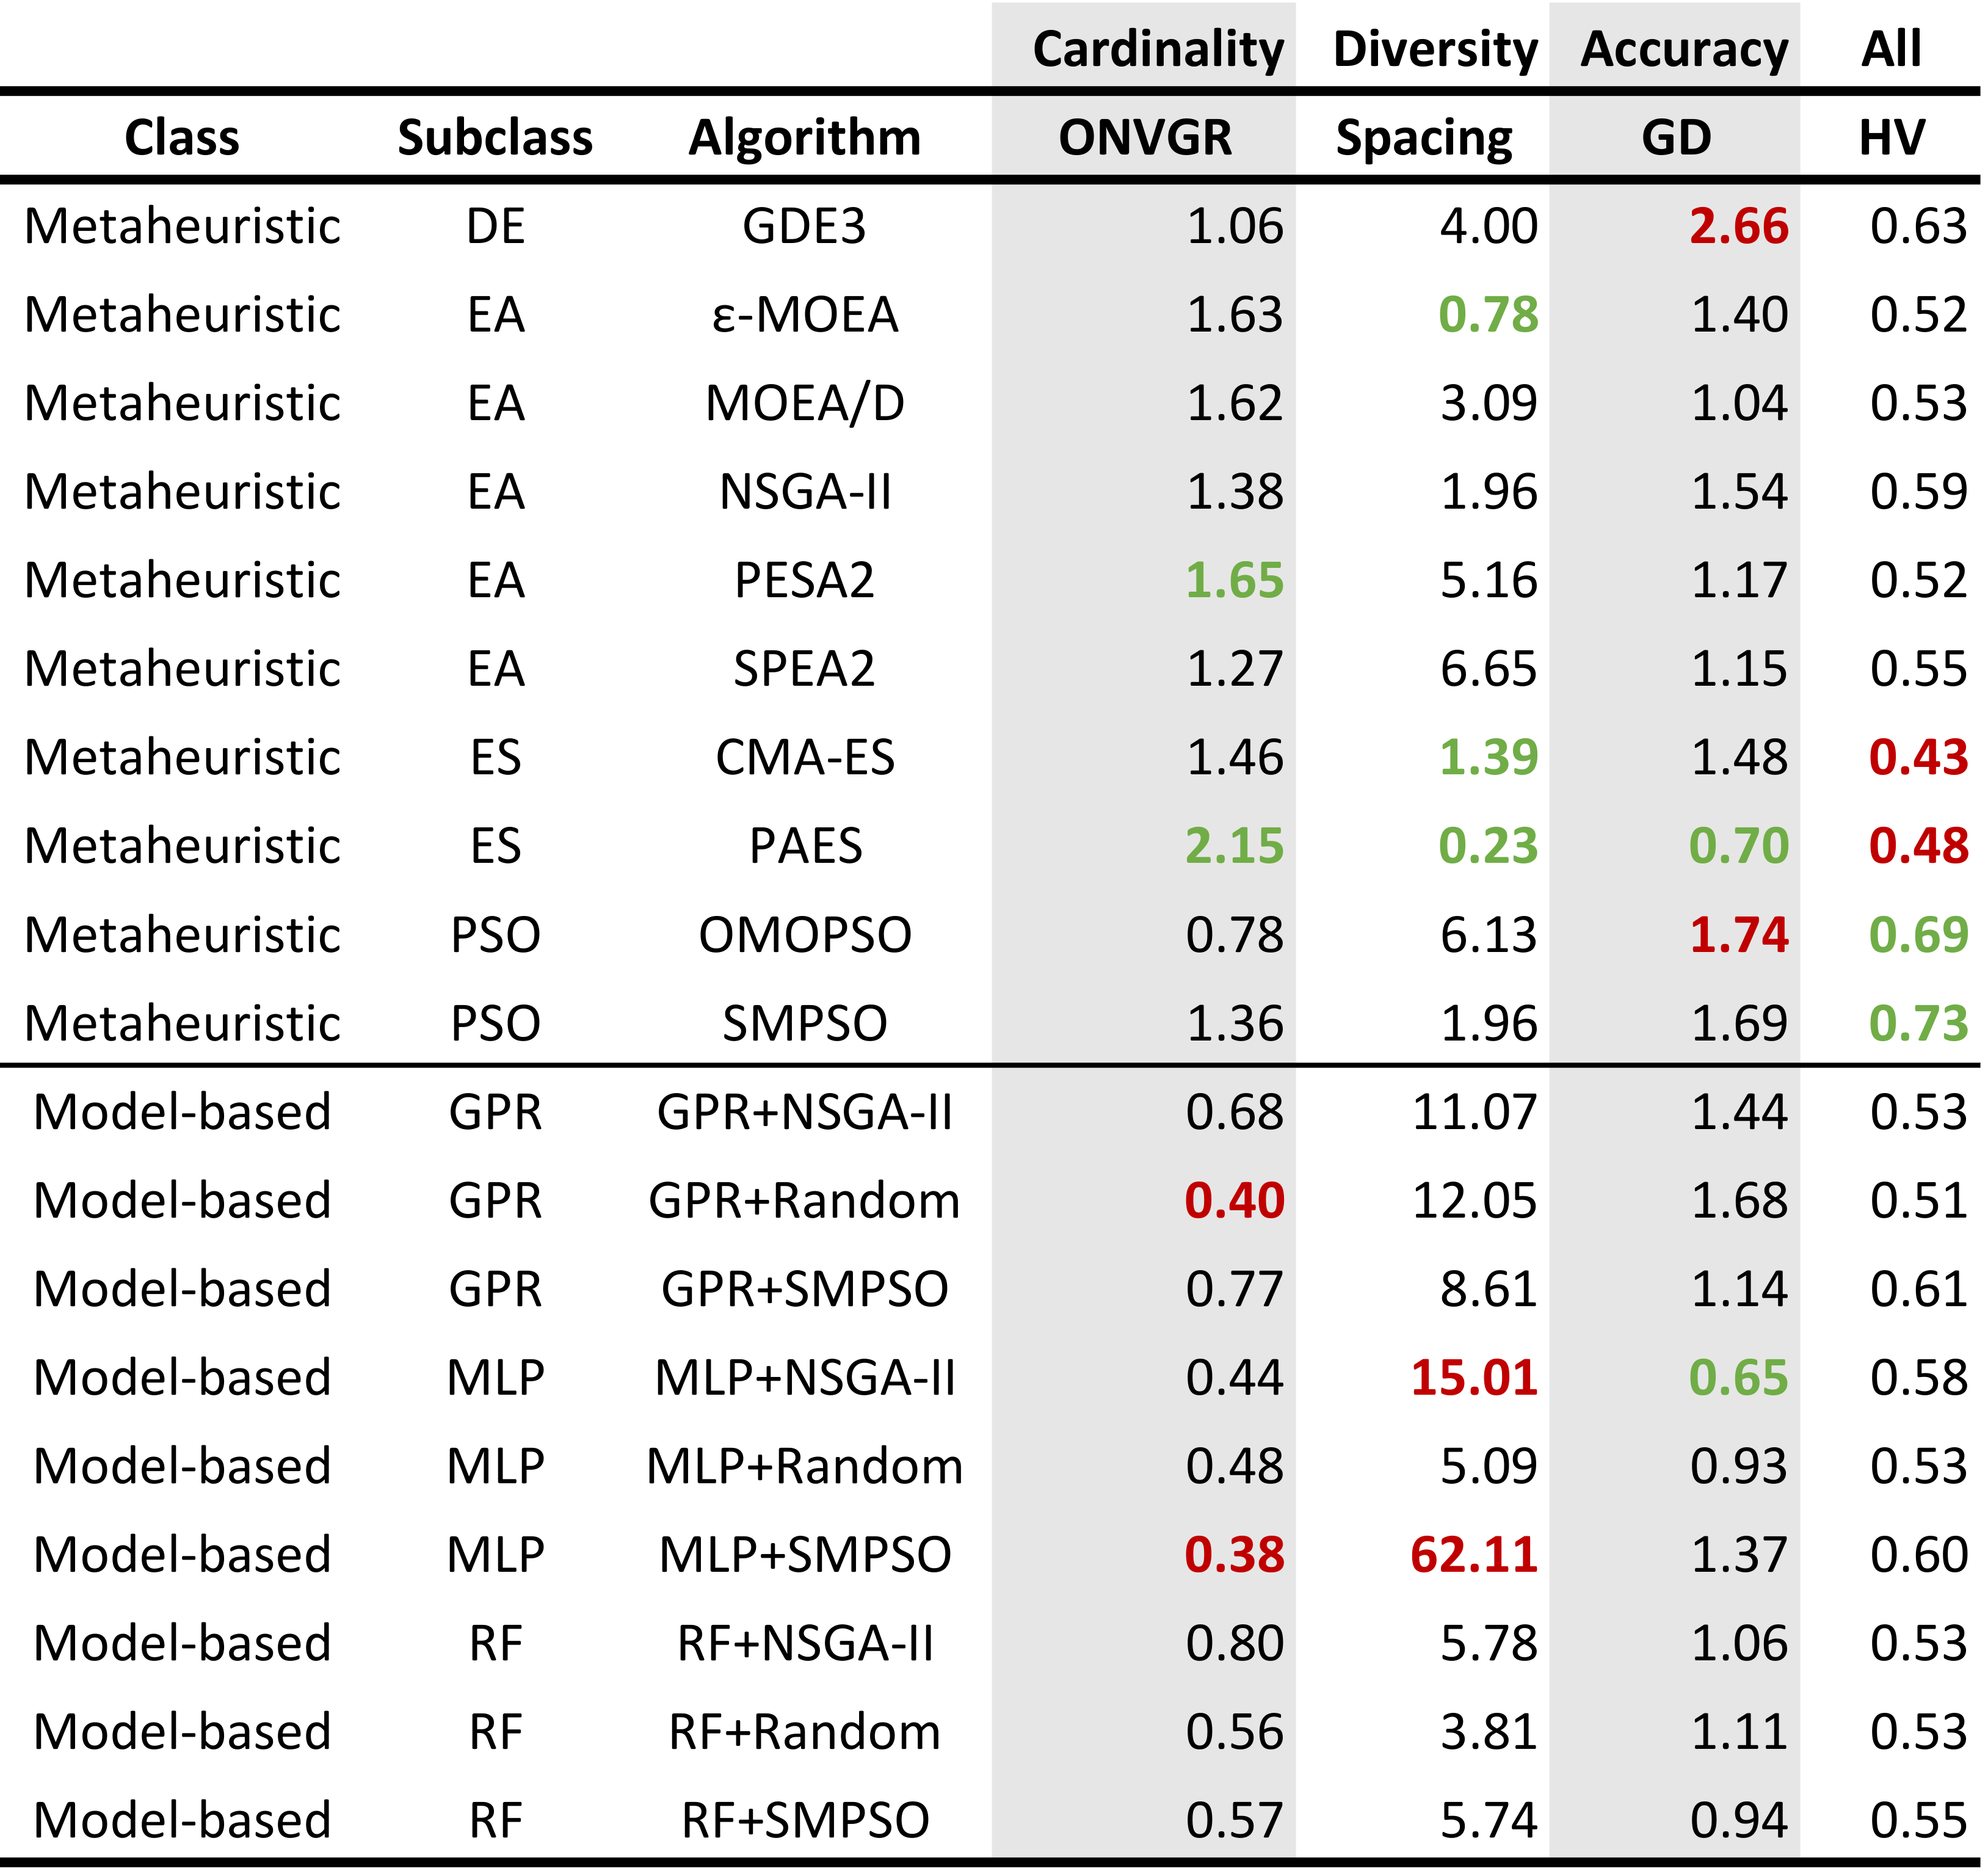 Cardinality Diversity Accuracy All
Class Subclass Algorithm ONVGR Spacing GD HV
Metaheuristic DE GDE3 1.06 4.00 2.66 0.63
Metaheuristic EA ε-MOEA 1.63 0.78 1.40 0.52
Metaheuristic EA MOEA/D 1.62 3.09 1.04 0.53
Metaheuristic EA NSGA-II 1.38 1.96 1.54 0.59
Metaheuristic EA PESA2 1.65 5.16 1.17 0.52
Metaheuristic EA SPEA2 1.27 6.65 1.15 0.55
Metaheuristic ES CMA-ES 1.46 1.39 1.48 0.43
Metaheuristic ES PAES 2.15 0.23 0.70 0.48
Metaheuristic PSO OMOPSO 0.78 6.13 1.74 0.69
Metaheuristic PSO SMPSO 1.36 1.96 1.69 0.73
Model-based GPR GPR+NSGA-II 0.68 11.07 1.44 0.53
Model-based GPR GPR+Random 0.40 12.05 1.68 0.51
Model-based GPR GPR+SMPSO 0.77 8.61 1.14 0.61
Model-based MLP MLP+NSGA-II 0.44 15.01 0.65 0.58
Model-based MLP MLP+Random 0.48 5.09 0.93 0.53
Model-based MLP MLP+SMPSO 0.38 62.11 1.37 0.60
Model-based RF RF+NSGA-II 0.80 5.78 1.06 0.53
Model-based RF RF+Random 0.56 3.81 1.11 0.53
Model-based RF RF+SMPSO 0.57 5.74 0.94 0.55